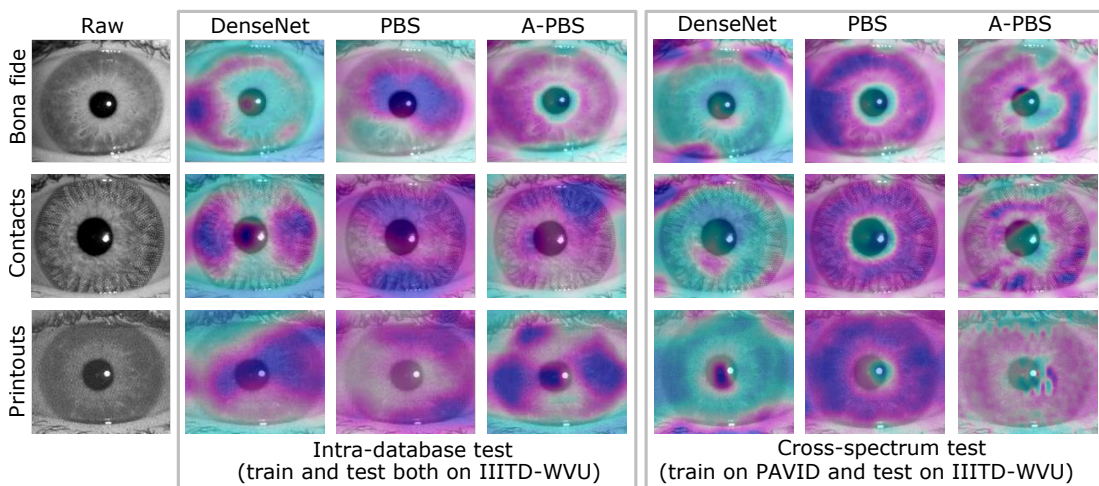 Raw
DenseNet
PBS
A-PBS
DenseNet
PBS
A-PBS
Bona fide
Contacts
Printouts
Intra-database test
(train and test both on IIITD-WVU)
Cross-spectrum test
(train on PAVID and test on IIITD-WVU)